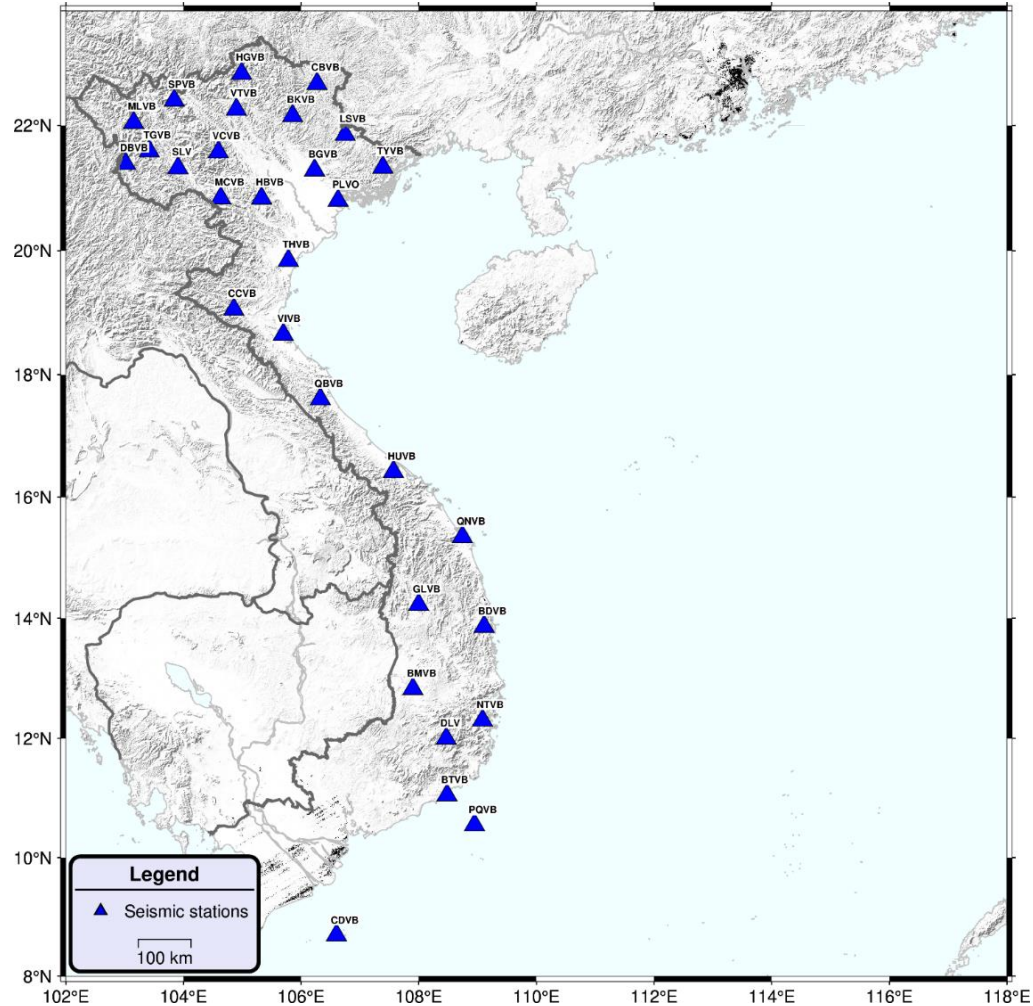 HGVB
CBVB
SPVB
VTVB
BKVB
MLVB
LSVB
22°N
TGVB
DBVB
SLV
VCVB
BGVB
TYVB
MCVB
HBVB
PLVO
20°N
THVB
CCVB
VIVB
18°N
QBVB
HUVB
16°N
QNVB
GLVB
14°N
BDVB
BMVB
NTVB
DLV
12°N
BTVB
PQVB
10°N
Legend
Seismic stations
100 km
CDVB
8°N
102°E 104°E 106°E 108°E 110°E 112°E 114°E 116°E 118°E